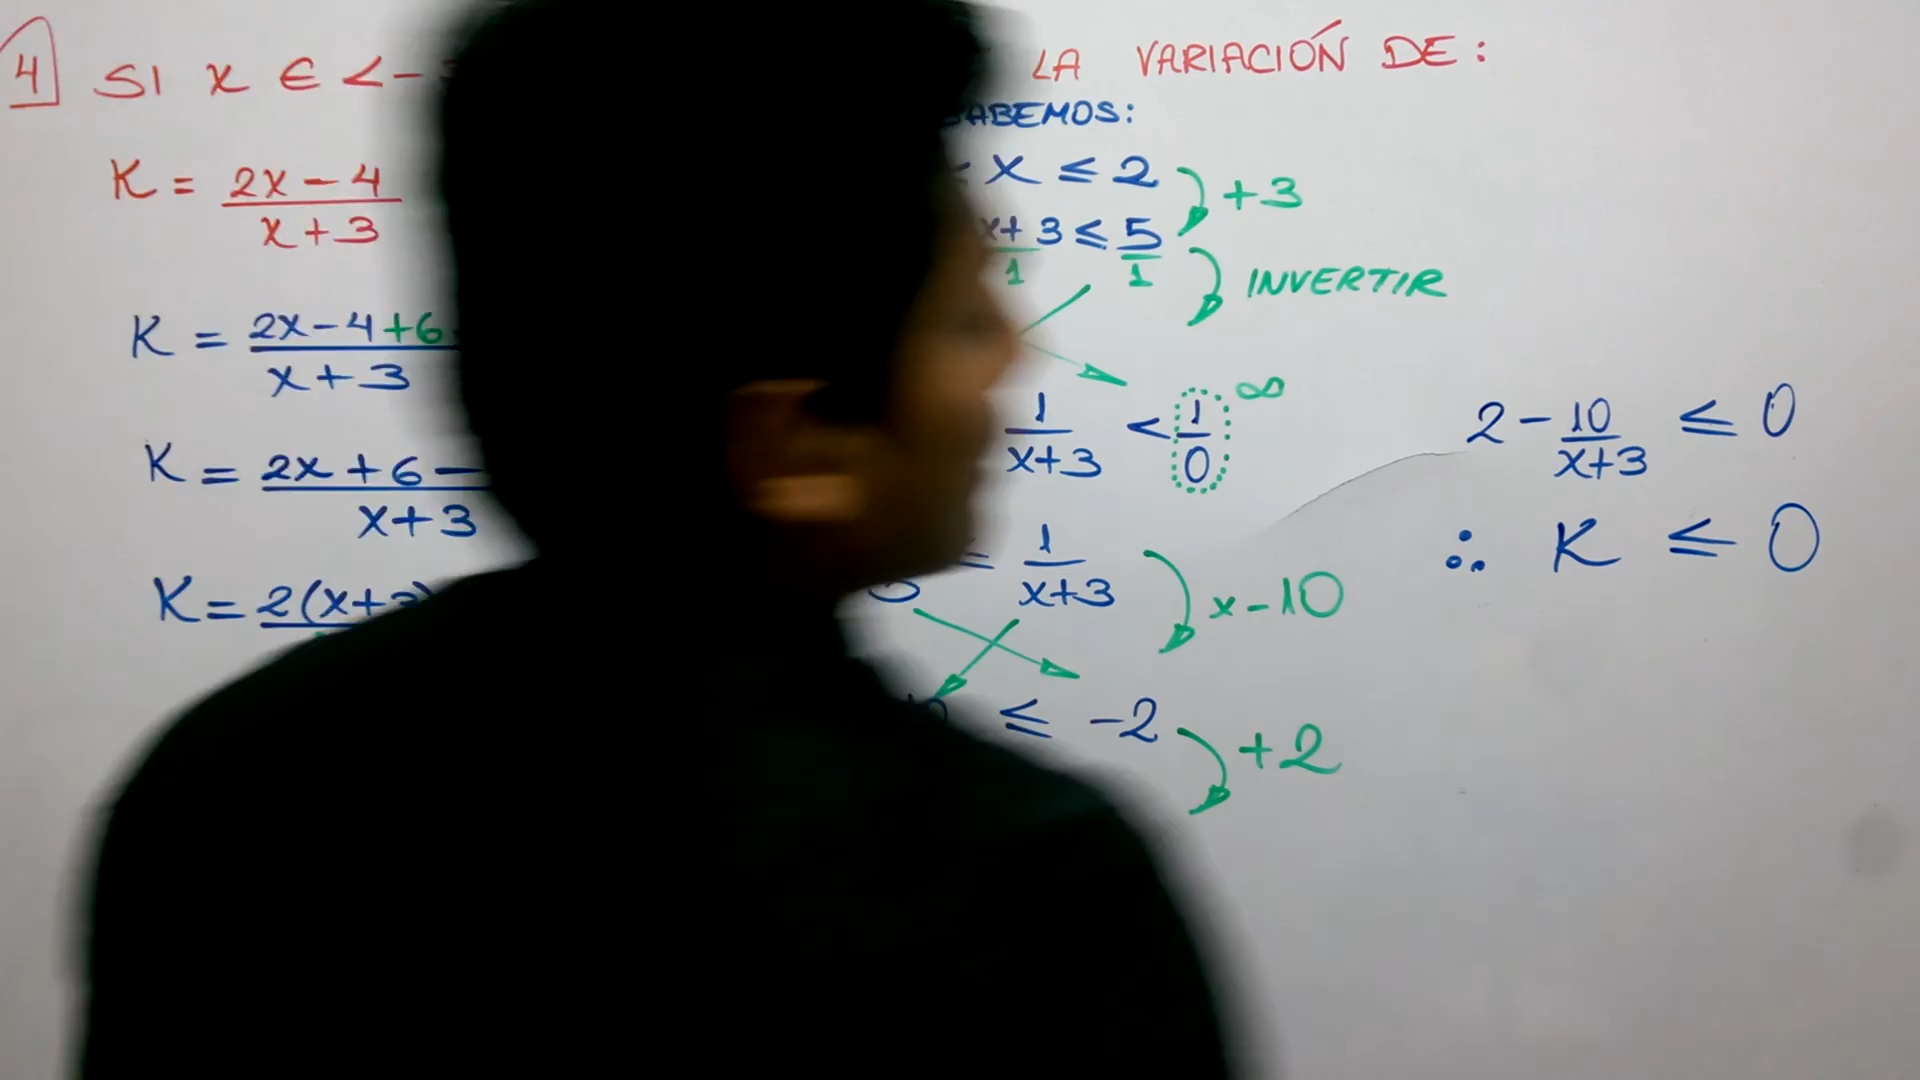 4 SI X ∈ <- LA VARIACIÓN DE:
K = 2x - 4 / x + 3
K = 2x - 4 + 6 / x + 3
K = 2x + 6 - / x + 3
K = 2(x+
SABEMOS:
X ≤ 2
+3
x+3/1 ≤ 5/1
INVERTIR
1/x+3 < 1/0
∞
1/x+3
x-10
≤ -2
+2
2 - 10/x+3 ≤ 0
∴ K ≤ 0